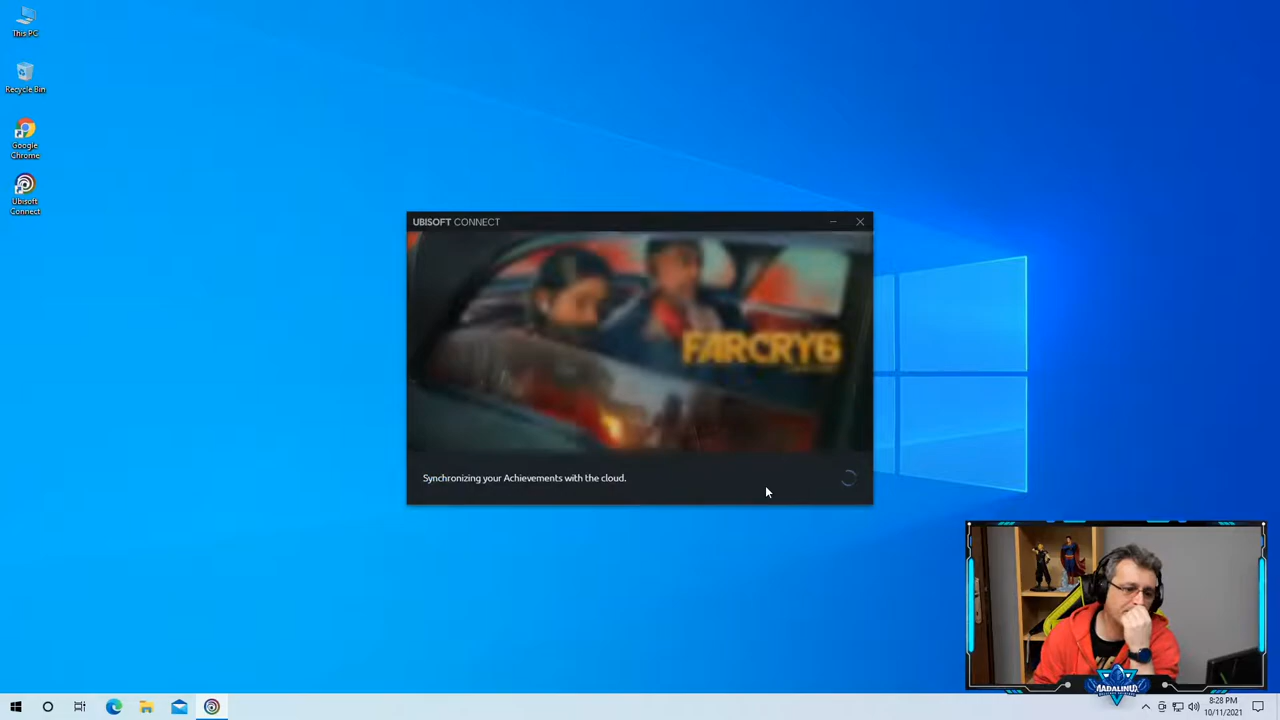 This PC
Recycle Bin
Google
Chrome
Ubisoft
Connect
UBISOFT CONNECT
FARCRY6
Synchronizing your Achievements with the cloud.
8:28 PM
10/11/2021